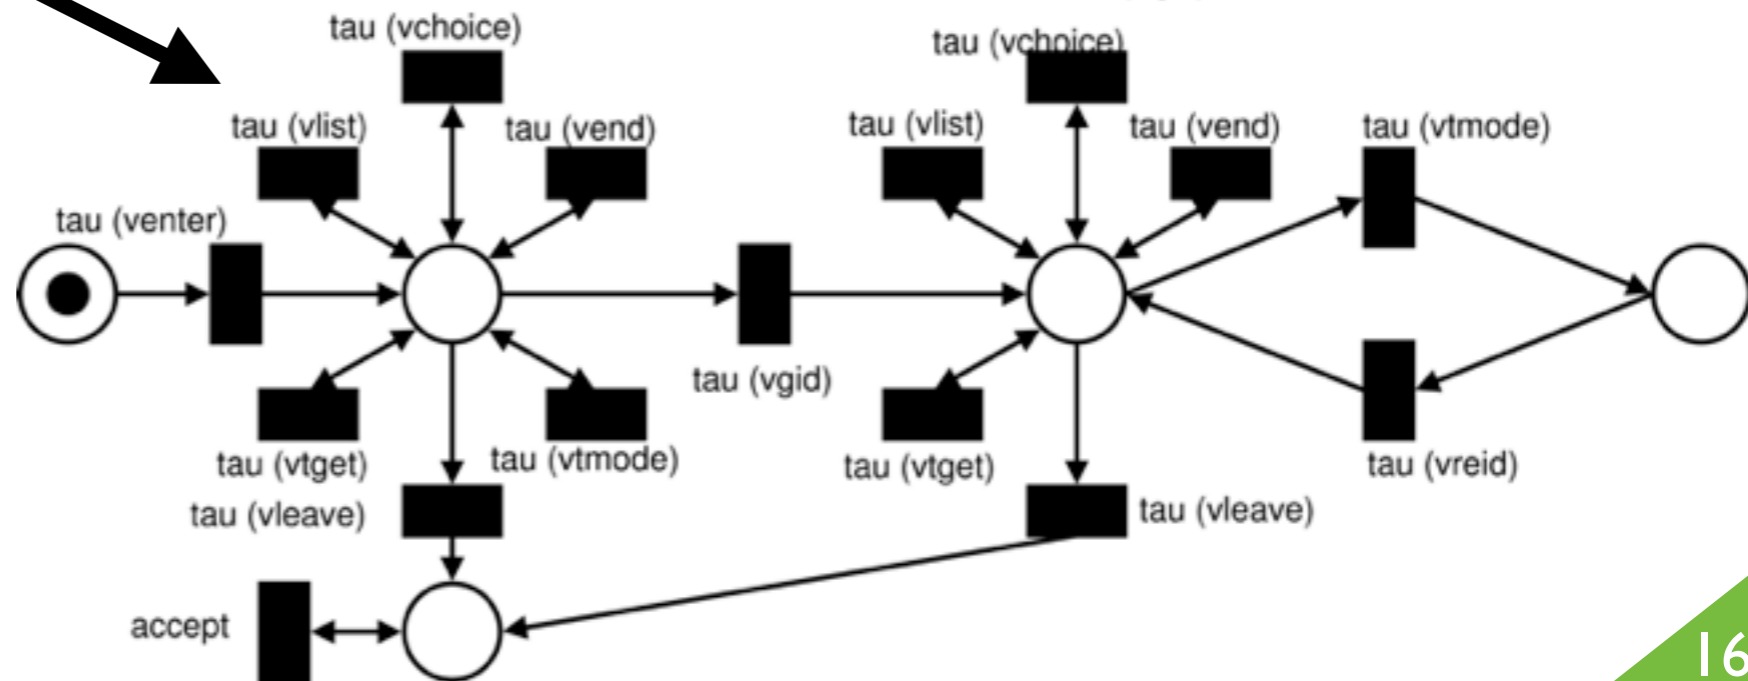 tau (vchoice)
tau (vchoice)
tau (vlist)
tau (vend)
tau (vlist)
tau (vend)
tau (vtmode)
tau (venter)
tau (vgid)
tau (vtget)
tau (vtmode)
tau (vtget)
tau (vreid)
tau (vleave)
tau (vleave)
accept
16